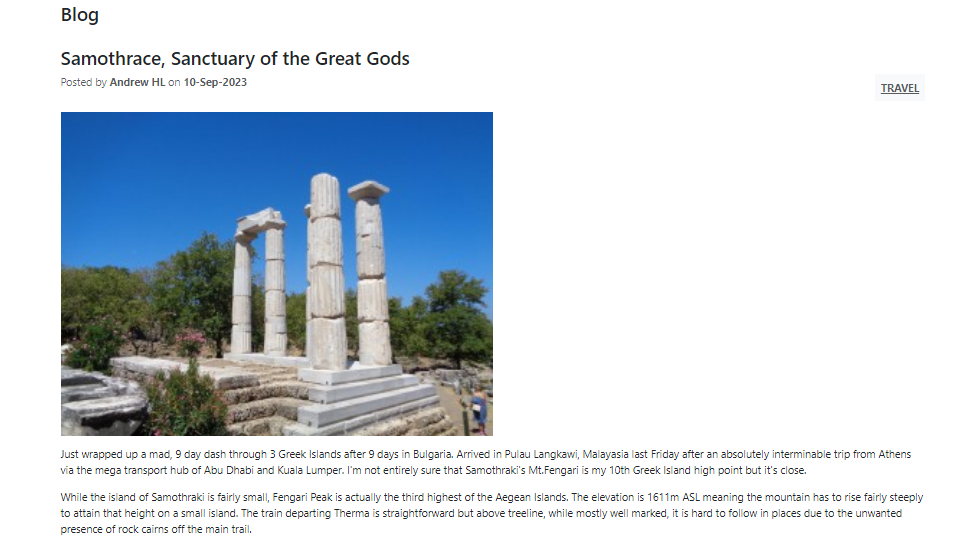 Blog
Samothrace, Sanctuary of the Great Gods
Posted by Andrew HL on 10-Sep-2023
TRAVEL
Just wrapped up a mad, 9 day dash through 3 Greek Islands after 9 days in Bulgaria. Arrived in Pulau Langkawi, Malayasia last Friday after an absolutely interminable trip from Athens
via the mega transport hub of Abu Dhabi and Kuala Lumper. I'm not entirely sure that Samothraki's Mt.Fengari is my 10th Greek Island high point but it's close.
While the island of Samothraki is fairly small, Fengari Peak is actually the third highest of the Aegean Islands. The elevation is 1611m ASL meaning the mountain has to rise fairly steeply
to attain that height on a small island. The train departing Therma is straightforward but above treeline, while mostly well marked, it is hard to follow in places due to the unwanted
presence of rock cairns off the main trail.